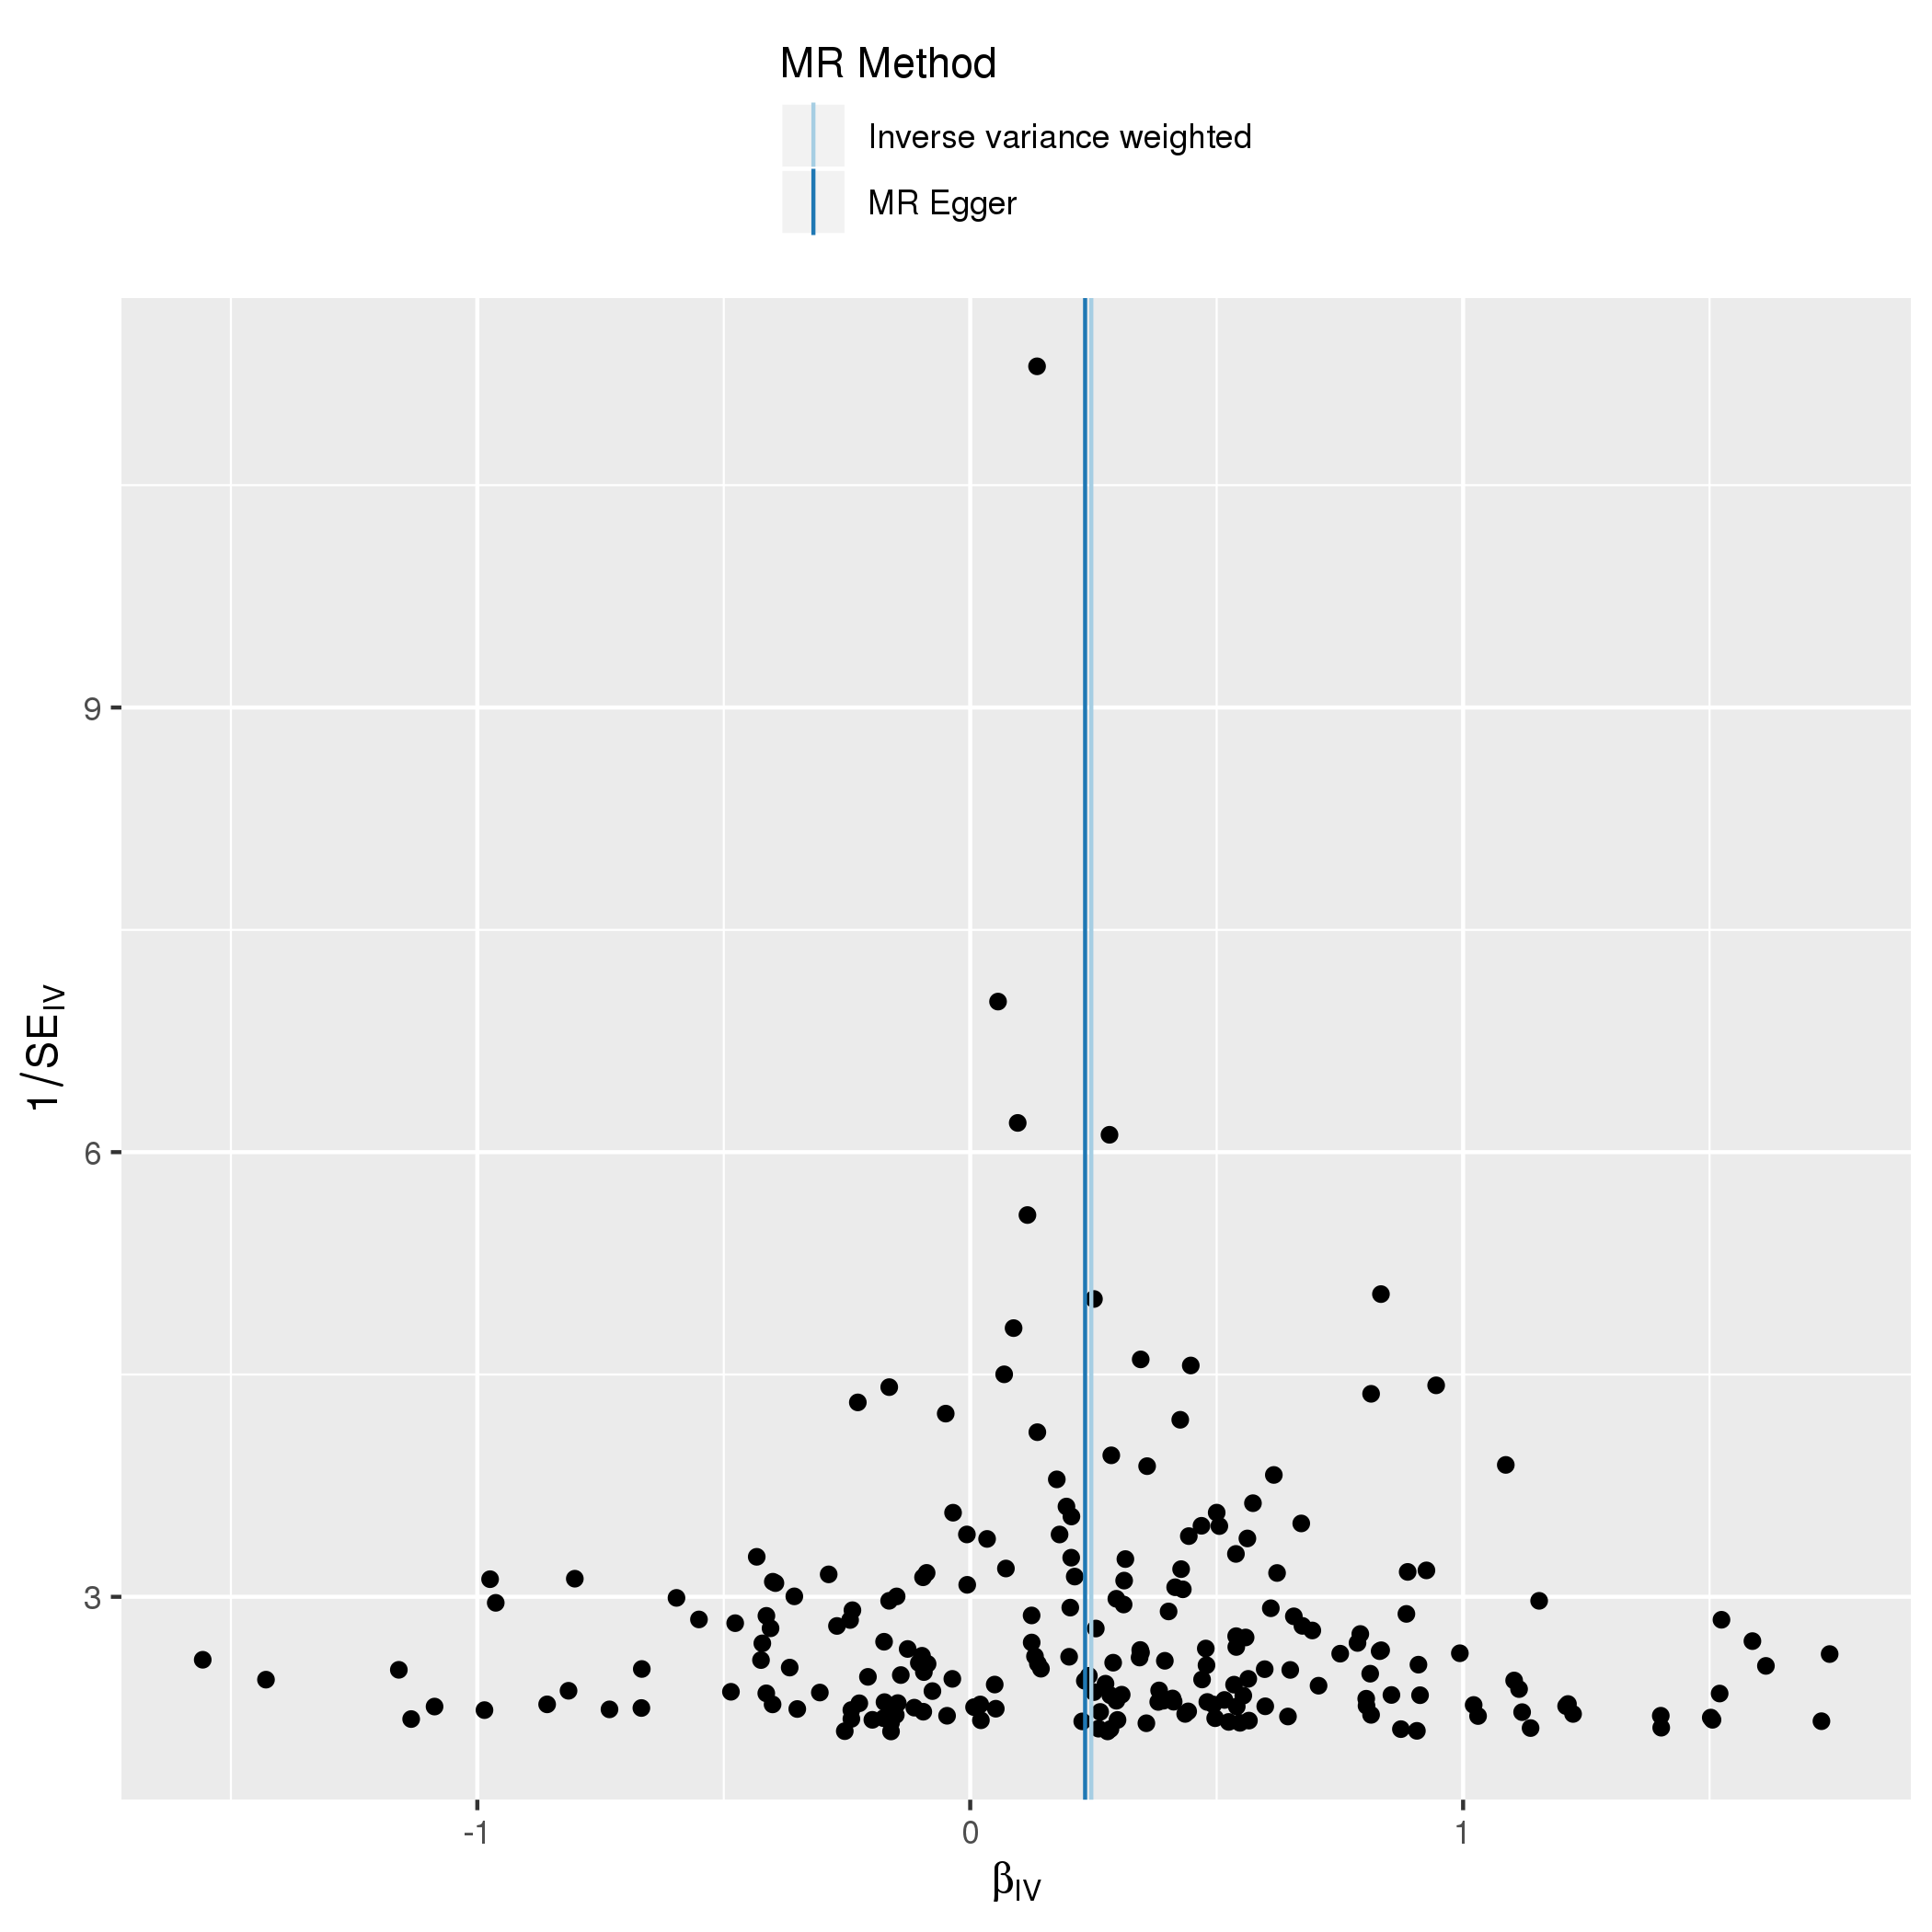 MR Method
Inverse variance weighted
MR Egger
9
6
3
1/SE_IV
-1
0
1
β_IV